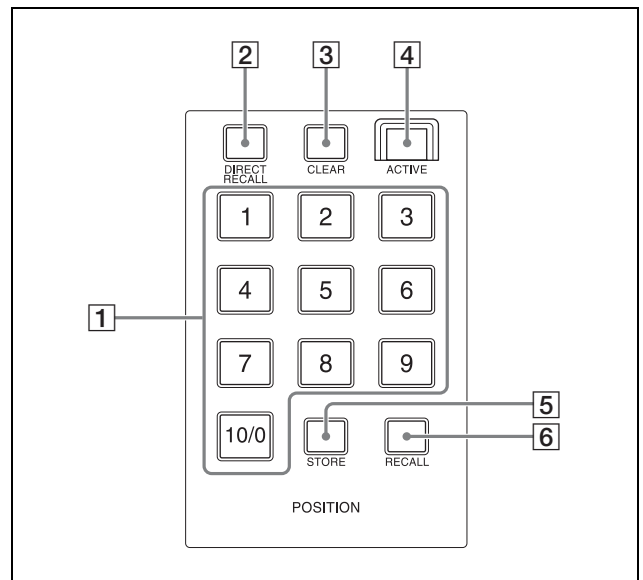 2 3 4
DIRECT RECALL CLEAR ACTIVE
1 2 3
4 5 6
1
7 8 9
5
10/0
6
STORE RECALL
POSITION